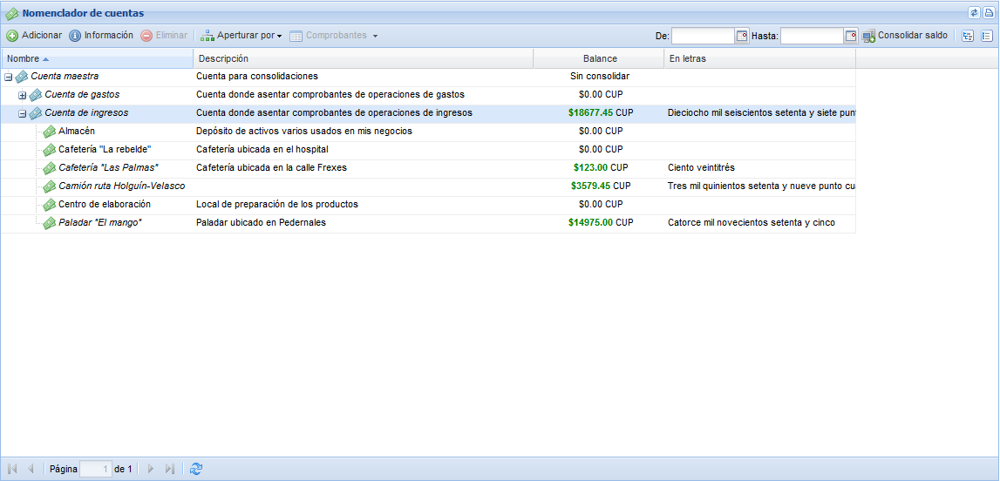 Nomenclador de cuentas
Adicionar Información Eliminar Aperturar por Comprobantes De: Hasta: Consolidar saldo
Nombre Descripción Balance En letras
Cuenta maestra Cuenta para consolidaciones Sin consolidar
Cuenta de gastos Cuenta donde asentar comprobantes de operaciones de gastos $0.00 CUP
Cuenta de ingresos Cuenta donde asentar comprobantes de operaciones de ingresos $18677.45 CUP Dieciocho mil seiscientos setenta y siete pun
Almacén Depósito de activos varios usados en mis negocios $0.00 CUP
Cafetería "La rebelde" Cafetería ubicada en el hospital $0.00 CUP
Cafetería "Las Palmas" Cafetería ubicada en la calle Frexes $123.00 CUP Ciento veintitrés
Camión ruta Holguín-Velasco $3579.45 CUP Tres mil quinientos setenta y nueve punto cu
Centro de elaboración Local de preparación de los productos $0.00 CUP
Paladar "El mango" Paladar ubicado en Pedernales $14975.00 CUP Catorce mil novecientos setenta y cinco
Página 1 de 1